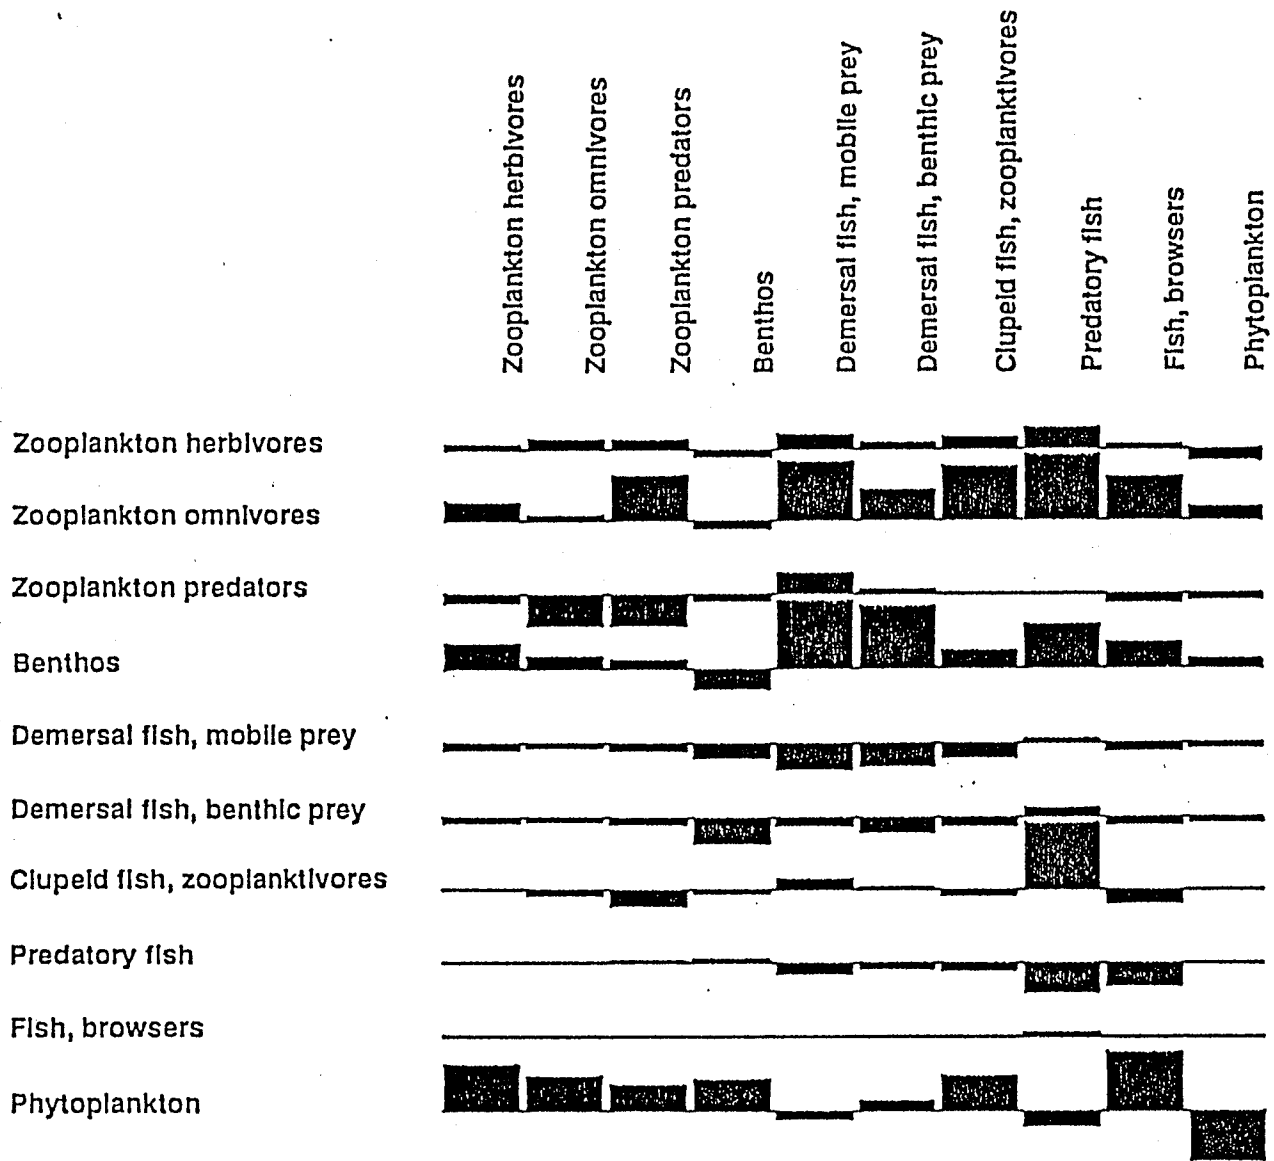 Zooplankton herbivores
Zooplankton omnivores
Zooplankton predators
Benthos
Demersal fish, mobile prey
Demersal fish, benthic prey
Clupeid fish, zooplanktivores
Predatory fish
Fish, browsers
Phytoplankton
Zooplankton herbivores
Zooplankton omnivores
Zooplankton predators
Benthos
Demersal fish, mobile prey
Demersal fish, benthic prey
Clupeid fish, zooplanktivores
Predatory fish
Fish, browsers
Phytoplankton